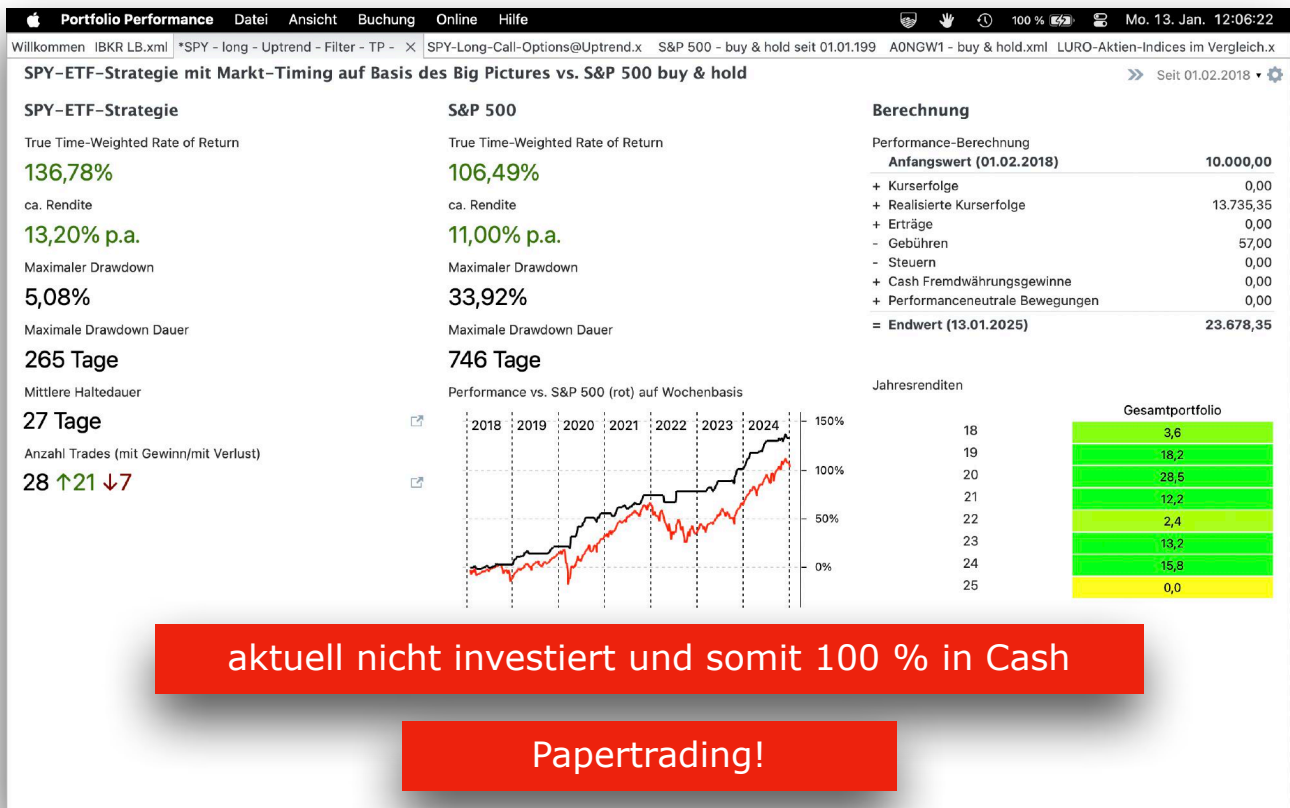 Portfolio Performance Datei Ansicht Buchung Online Hilfe 100 % Mo. 13. Jan. 12:06:22
Willkommen IBKR LB.xml *SPY - long - Uptrend - Filter - TP - × SPY-Long-Call-Options@Uptrend.x S&P 500 - buy & hold seit 01.01.199 A0NGW1 - buy & hold.xml LURO-Aktien-Indices im Vergleich.x
SPY-ETF-Strategie mit Markt-Timing auf Basis des Big Pictures vs. S&P 500 buy & hold
Seit 01.02.2018
SPY-ETF-Strategie
True Time-Weighted Rate of Return
136,78%
ca. Rendite
13,20% p.a.
Maximaler Drawdown
5,08%
Maximale Drawdown Dauer
265 Tage
Mittlere Haltedauer
27 Tage
Anzahl Trades (mit Gewinn/mit Verlust)
28 ↑21 ↓7
S&P 500
True Time-Weighted Rate of Return
106,49%
ca. Rendite
11,00% p.a.
Maximaler Drawdown
33,92%
Maximale Drawdown Dauer
746 Tage
Performance vs. S&P 500 (rot) auf Wochenbasis
2018 2019 2020 2021 2022 2023 2024
150%
100%
50%
0%
Berechnung
Performance-Berechnung
Anfangswert (01.02.2018) 10.000,00
+ Kurserfolge 0,00
+ Realisierte Kurserfolge 13.735,35
+ Erträge 0,00
- Gebühren 57,00
- Steuern 0,00
+ Cash Fremdwährungsgewinne 0,00
+ Performanceneutrale Bewegungen 0,00
= Endwert (13.01.2025) 23.678,35
Jahresrenditen
Gesamtportfolio
18 3,6
19 18,2
20 28,5
21 12,2
22 2,4
23 13,2
24 15,8
25 0,0
aktuell nicht investiert und somit 100 % in Cash
Papertrading!